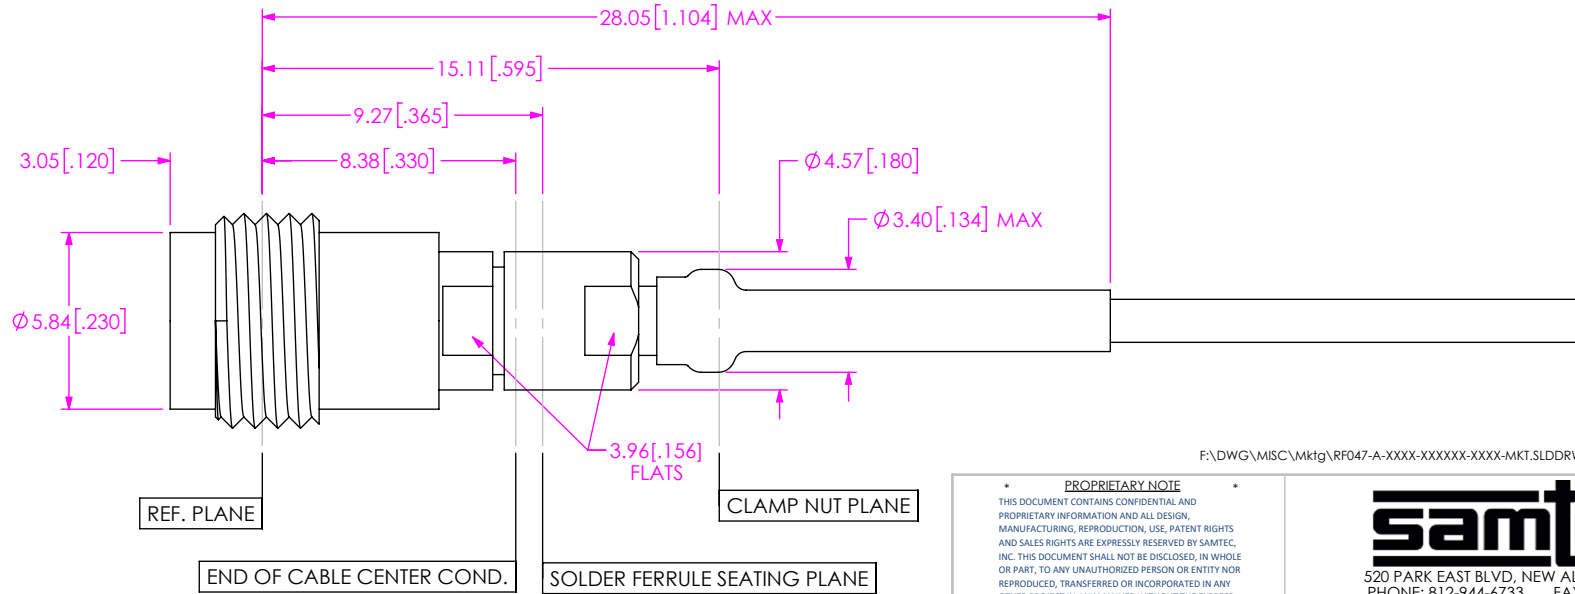 28.05[1.104] MAX
15.11[.595]
9.27[.365]
3.05[.120]
8.38[.330]
Ø4.57[.180]
Ø3.40[.134] MAX
Ø5.84[.230]
3.96[.156]
FLATS
REF. PLANE
CLAMP NUT PLANE
END OF CABLE CENTER COND.
SOLDER FERRULE SEATING PLANE
F:\DWG\MISC\Mktg\RF047-A-XXXX-XXXXXX-XXXX-MKT.SLDDR
* PROPRIETARY NOTE *
THIS DOCUMENT CONTAINS CONFIDENTIAL AND
PROPRIETARY INFORMATION AND ALL DESIGN,
MANUFACTURING, REPRODUCTION, USE, PATENT RIGHTS
AND SALES RIGHTS ARE EXPRESSLY RESERVED BY SAMTEC,
INC. THIS DOCUMENT SHALL NOT BE DISCLOSED, IN WHOLE
OR PART, TO ANY UNAUTHORIZED PERSON OR ENTITY NOR
REPRODUCED, TRANSFERRED OR INCORPORATED IN ANY
samt
520 PARK EAST BLVD, NEW AL
PHONE: 812-944-6733 FA